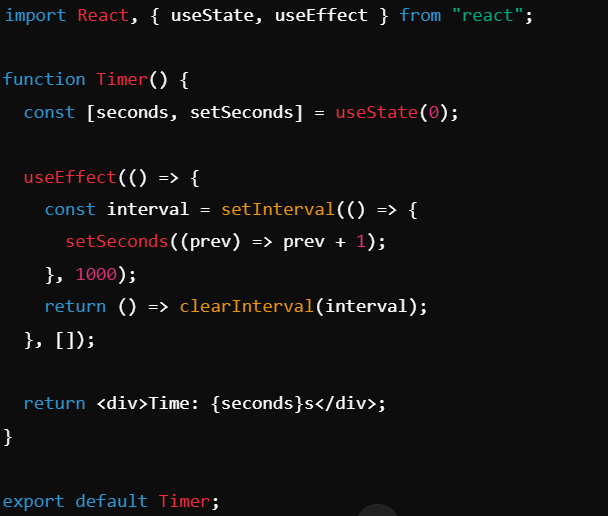 import React, { useState, useEffect } from "react";
function Timer() {
const [seconds, setSeconds] = useState(0);
useEffect(() => {
const interval = setInterval(() => {
setSeconds((prev) => prev + 1);
}, 1000);
return () => clearInterval(interval);
}, []);
return <div>Time: {seconds}s</div>;
}
export default Timer;